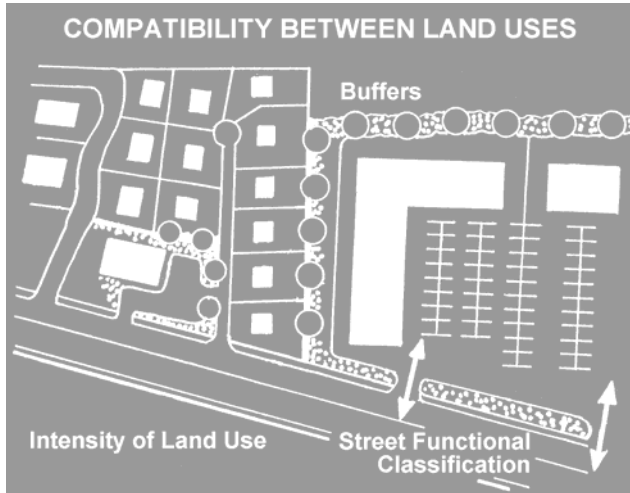 COMPATIBILITY BETWEEN LAND USES
Buffers
Intensity of Land Use
Street Functional
Classification